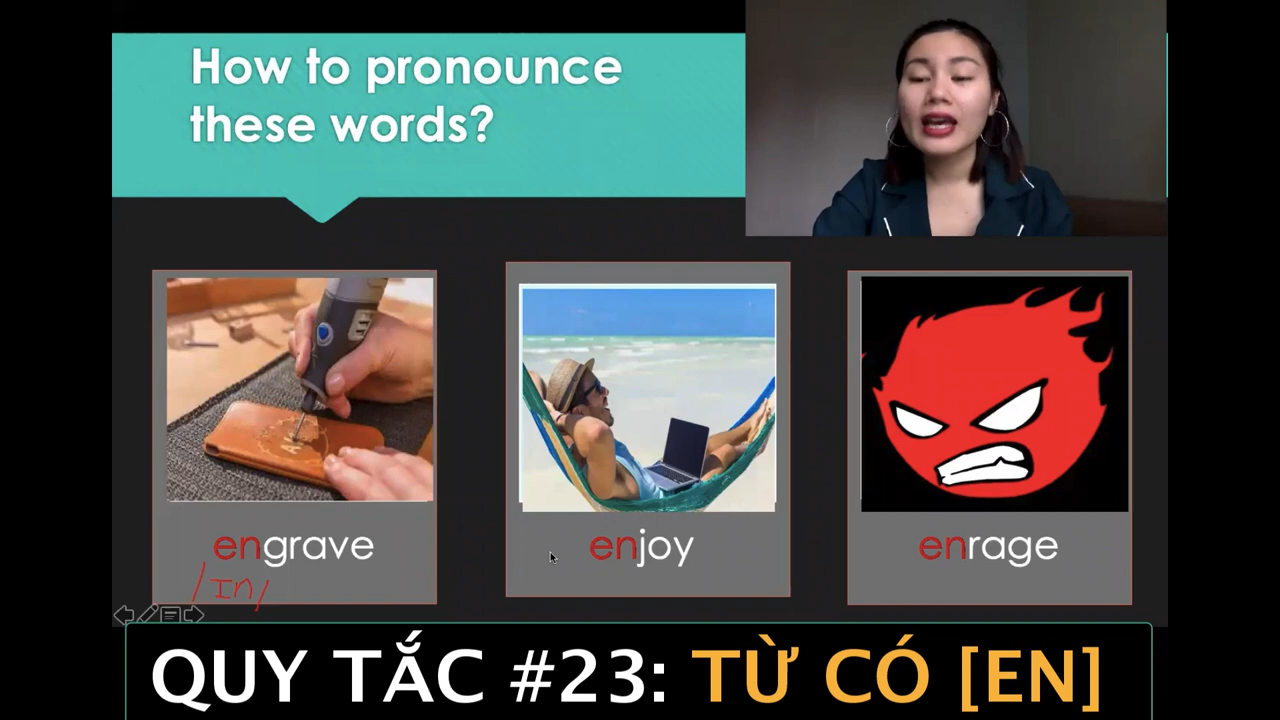 How to pronounce
these words?
engrave
enjoy
enrage
/In/
QUY TẮC #23: TỪ CÓ [EN]